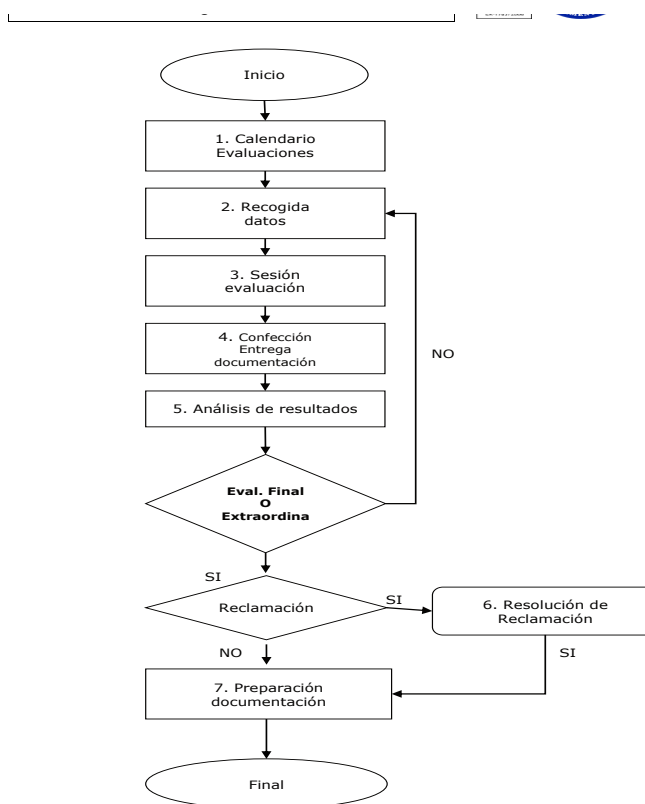 Inicio
1. Calendario
Evaluaciones
2. Recogida
datos
3. Sesión
evaluación
4. Confección
Entrega
documentación
NO
5. Análisis de resultados
Eval. Final
O
Extraordina
SI
Reclamación
SI
6. Resolución de
Reclamación
NO
SI
7. Preparación
documentación
Final